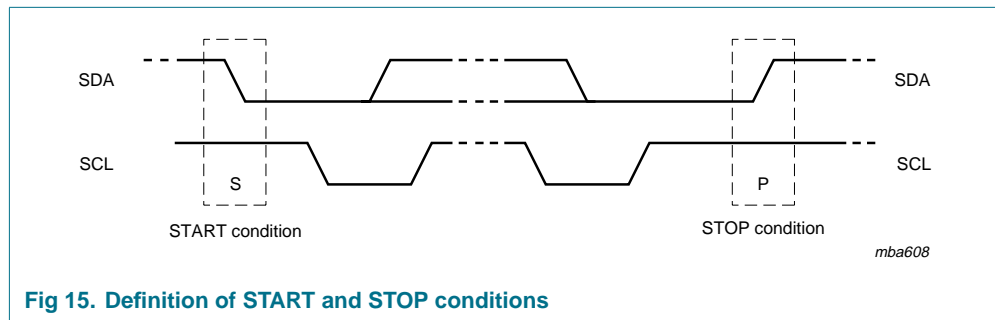 SDA
SDA
SCL
SCL
S
P
START condition
STOP condition
mba608
Fig 15. Definition of START and STOP conditions